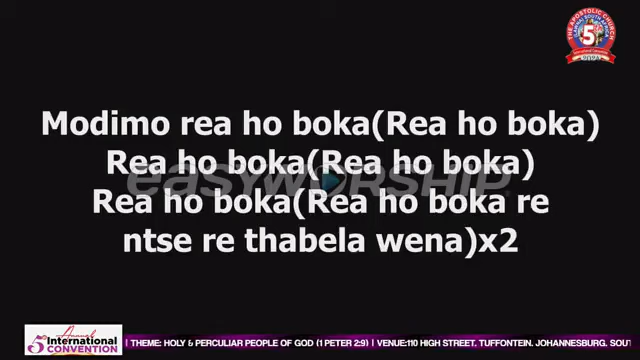 THE APOSTOLIC CHURCH
5
Modimo rea ho boka(Rea ho boka)
Rea ho boka(Rea ho boka)
easyworship
Rea ho boka(Rea ho boka re
ntse re thabela wena)x2
Annual
5th International
CONVENTION
| THEME: HOLY & PERCULIAR PEOPLE OF GOD (1 PETER 2:9) | VENUE:110 HIGH STREET, TUFFONTEIN. JOHANNESBURG. SOUT